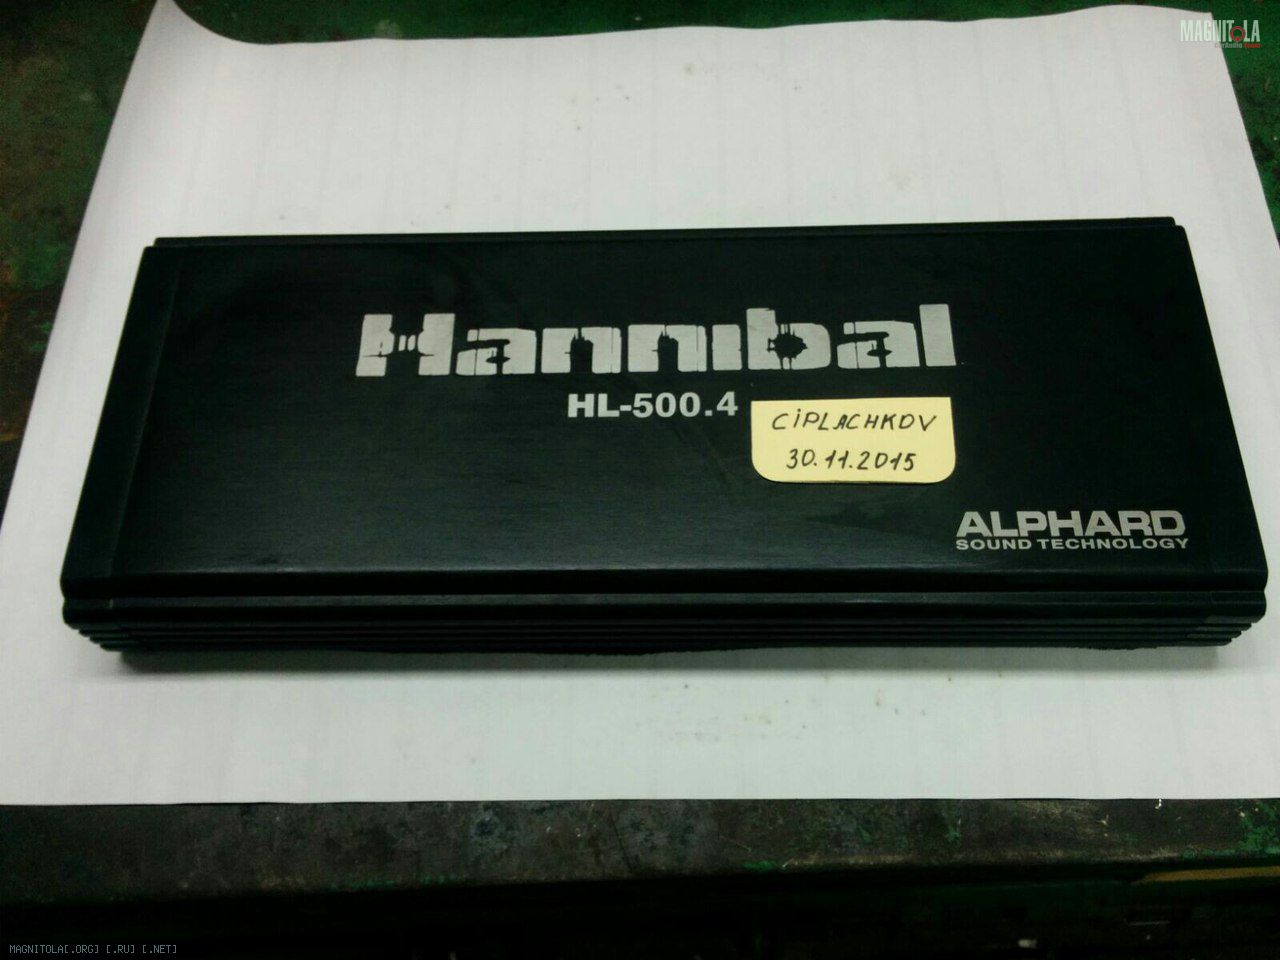 MAGNITOLA
CarAudio Team
Hannibal
HL-500.4
CIPLACHKOV
30.11.2015
ALPHARD
SOUND TECHNOLOGY
MAGNITOLA[.ORG] [.RU] [.NET]